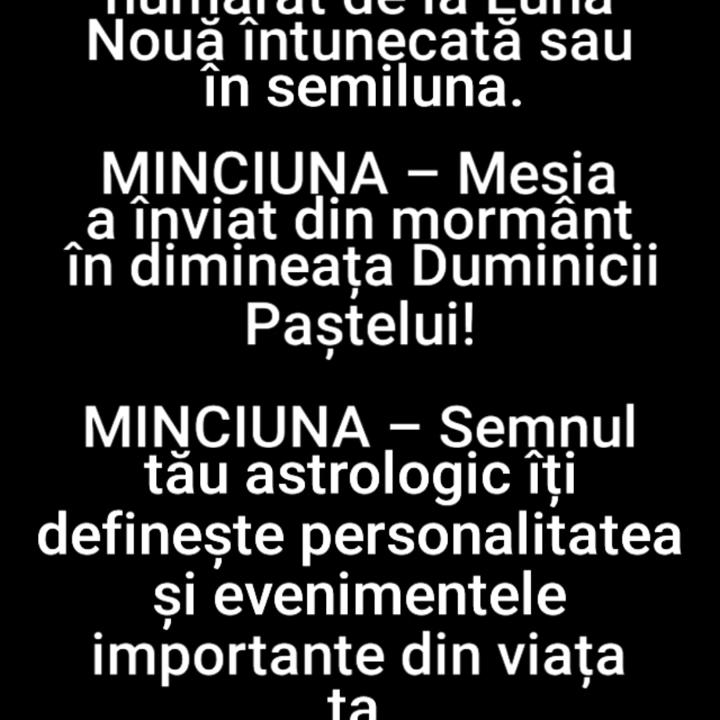 numărat de la Luna
Nouă întunecată sau
în semiluna.
MINCIUNA – Mesia
a înviat din mormânt
în dimineața Duminicii
Paștelui!
MINCIUNA – Semnul
tău astrologic îți
definește personalitatea
și evenimentele
importante din viața
ta